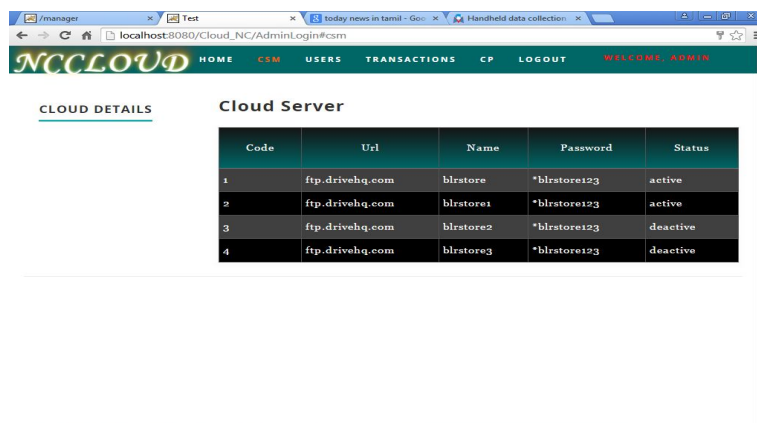 /manager Test today news in tamil - Goo Handheld data collection
localhost:8080/Cloud_NC/AdminLogin#csm
NCCLOUD HOME CSM USERS TRANSACTIONS CP LOGOUT WELCOME, ADMIN
CLOUD DETAILS
Cloud Server
Code Url Name Password Status
1 ftp.drivehq.com blrstore *blrstore123 active
2 ftp.drivehq.com blrstore1 *blrstore123 active
3 ftp.drivehq.com blrstore2 *blrstore123 deactive
4 ftp.drivehq.com blrstore3 *blrstore123 deactive